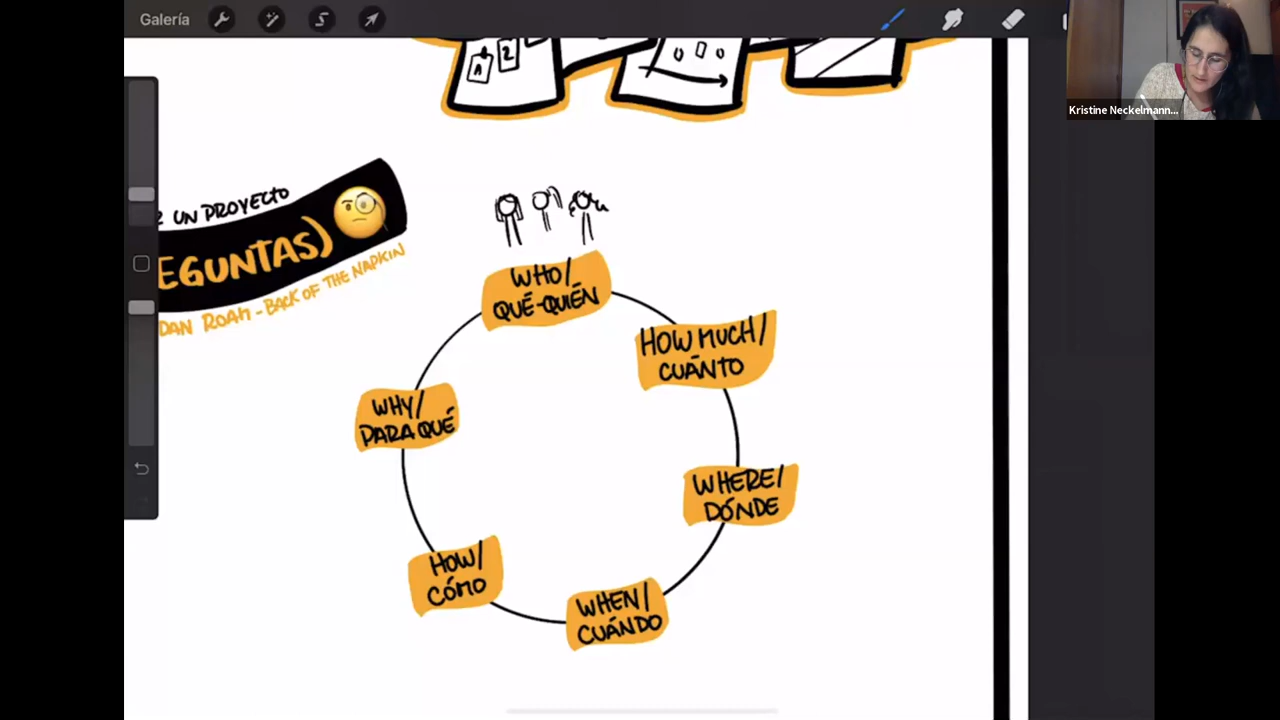 Galería
Kristine Neckelmann...
A
2
UN PROYECTO
EGUNTAS)
DAN ROAM - BACK OF THE NAPKIN
WHO/
QUÉ-QUIÉN
HOW MUCH/
CUÁNTO
WHERE/
DÓNDE
WHEN/
CUÁNDO
HOW/
CÓMO
WHY/
PARA QUÉ